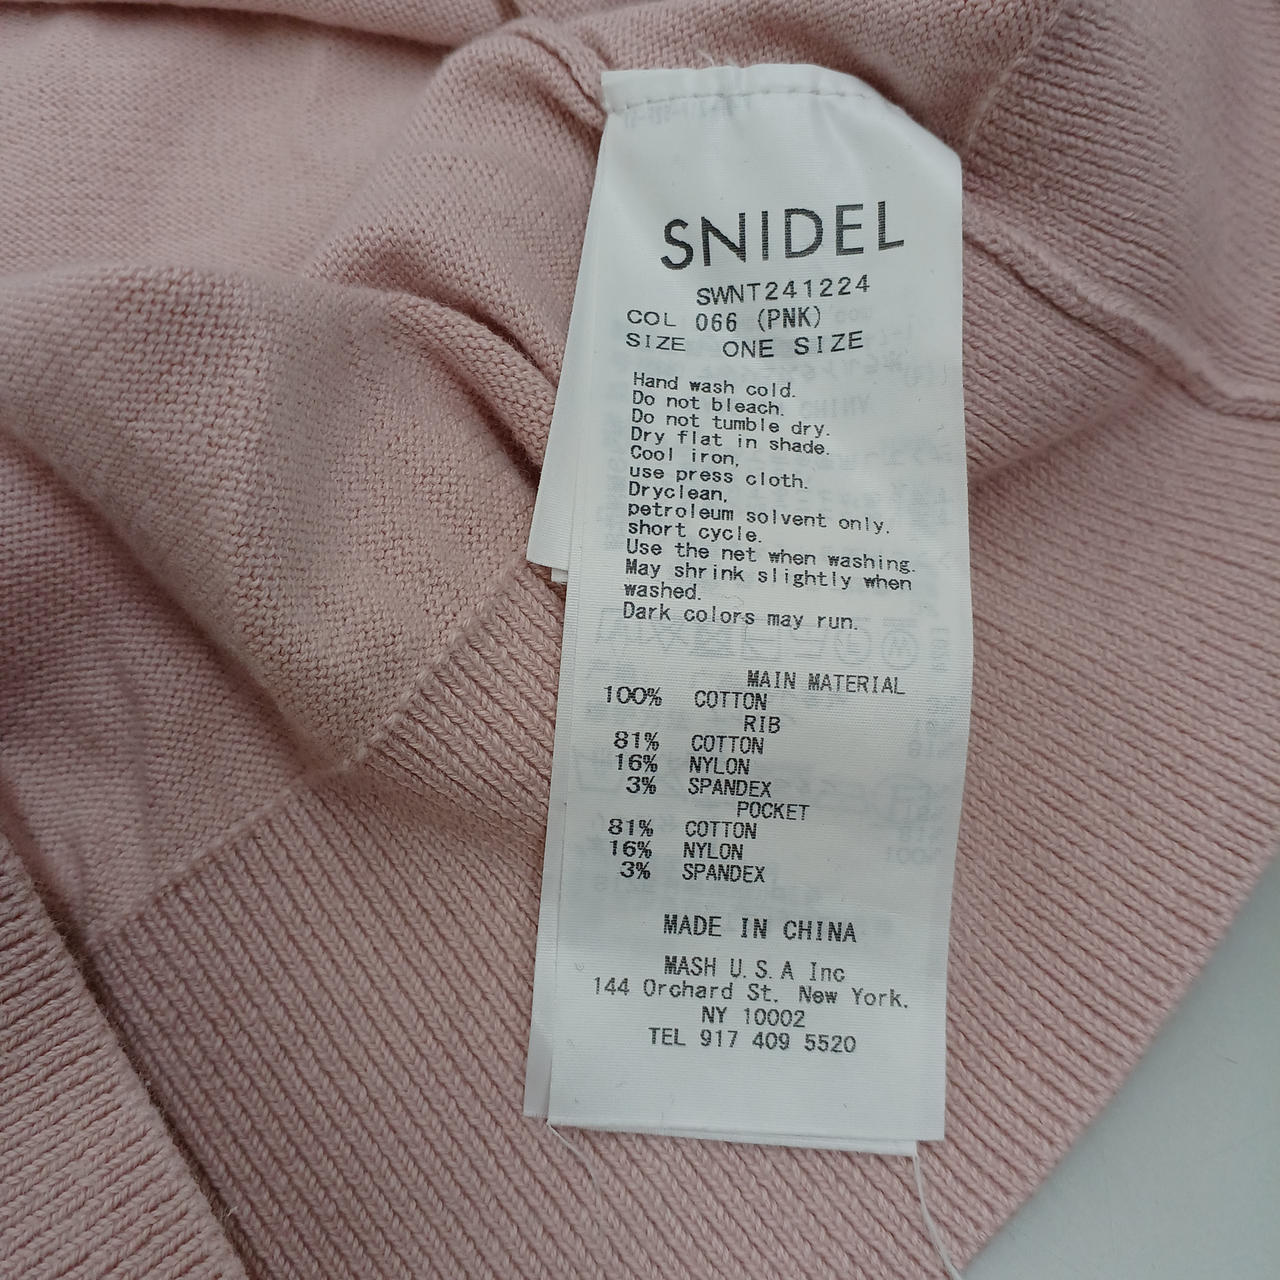 SNIDEL
SWNT241224
COL 066 (PNK)
SIZE ONE SIZE
Hand wash cold.
Do not bleach.
Do not tumble dry.
Dry flat in shade.
Cool iron,
use press cloth.
Dryclean,
petroleum solvent only.
short cycle.
Use the net when washing.
May shrink slightly when
washed.
Dark colors may run.
MAIN MATERIAL
100% COTTON
RIB
81% COTTON
16% NYLON
3% SPANDEX
POCKET
81% COTTON
16% NYLON
3% SPANDEX
MADE IN CHINA
MASH U.S.A Inc
144 Orchard St. New York.
NY 10002
TEL 917 409 5520